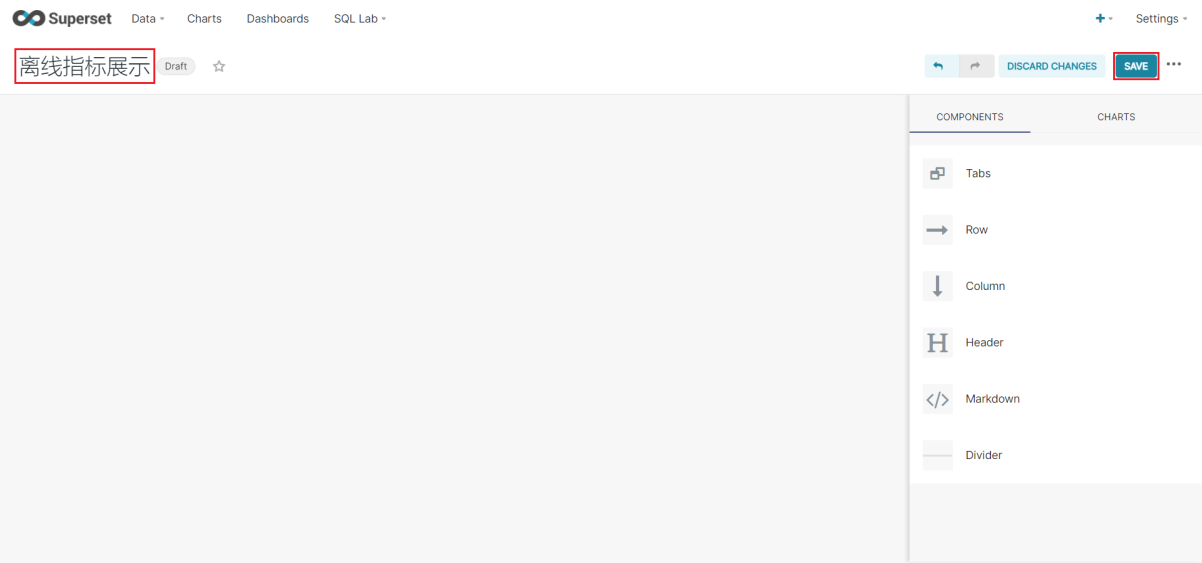 Superset Data Charts Dashboards SQL Lab Settings
离线指标展示 Draft DISCARD CHANGES SAVE
COMPONENTS CHARTS
Tabs
Row
Column
H Header
</> Markdown
Divider